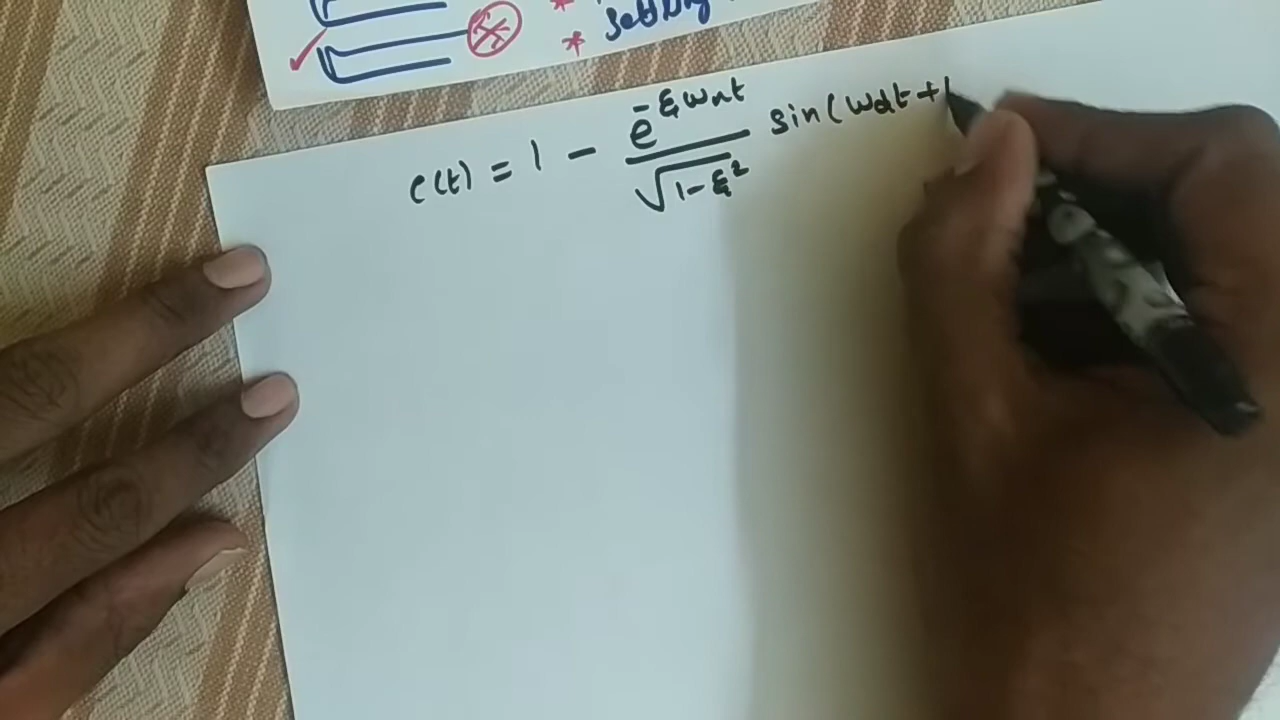 *
* settling
c(t) = 1 - e^{-ξωnt} / √(1-ξ²) sin(ωdt +